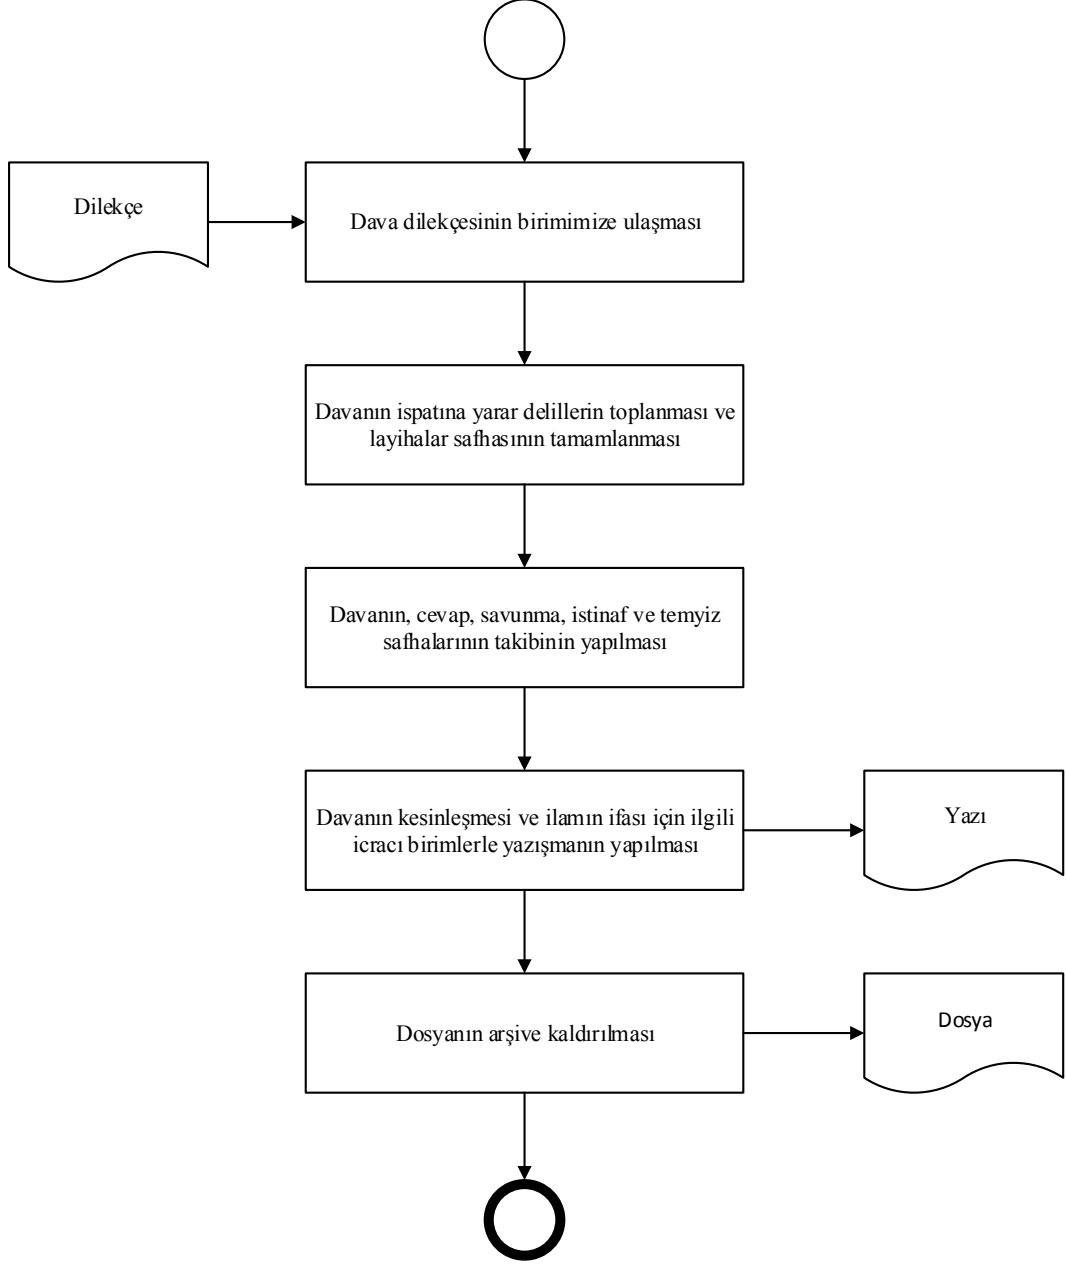 Dilekçe
Dava dilekçesinin birimimize ulaşması
Davanın ispatına yarar delillerin toplanması ve
layihalar safhasının tamamlanması
Davanın, cevap, savunma, istinaf ve temyiz
safhalarının takibinin yapılması
Davanın kesinleşmesi ve ilamın ifası için ilgili
icracı birimlerle yazışmanın yapılması
Yazı
Dosyanın arşive kaldırılması
Dosya